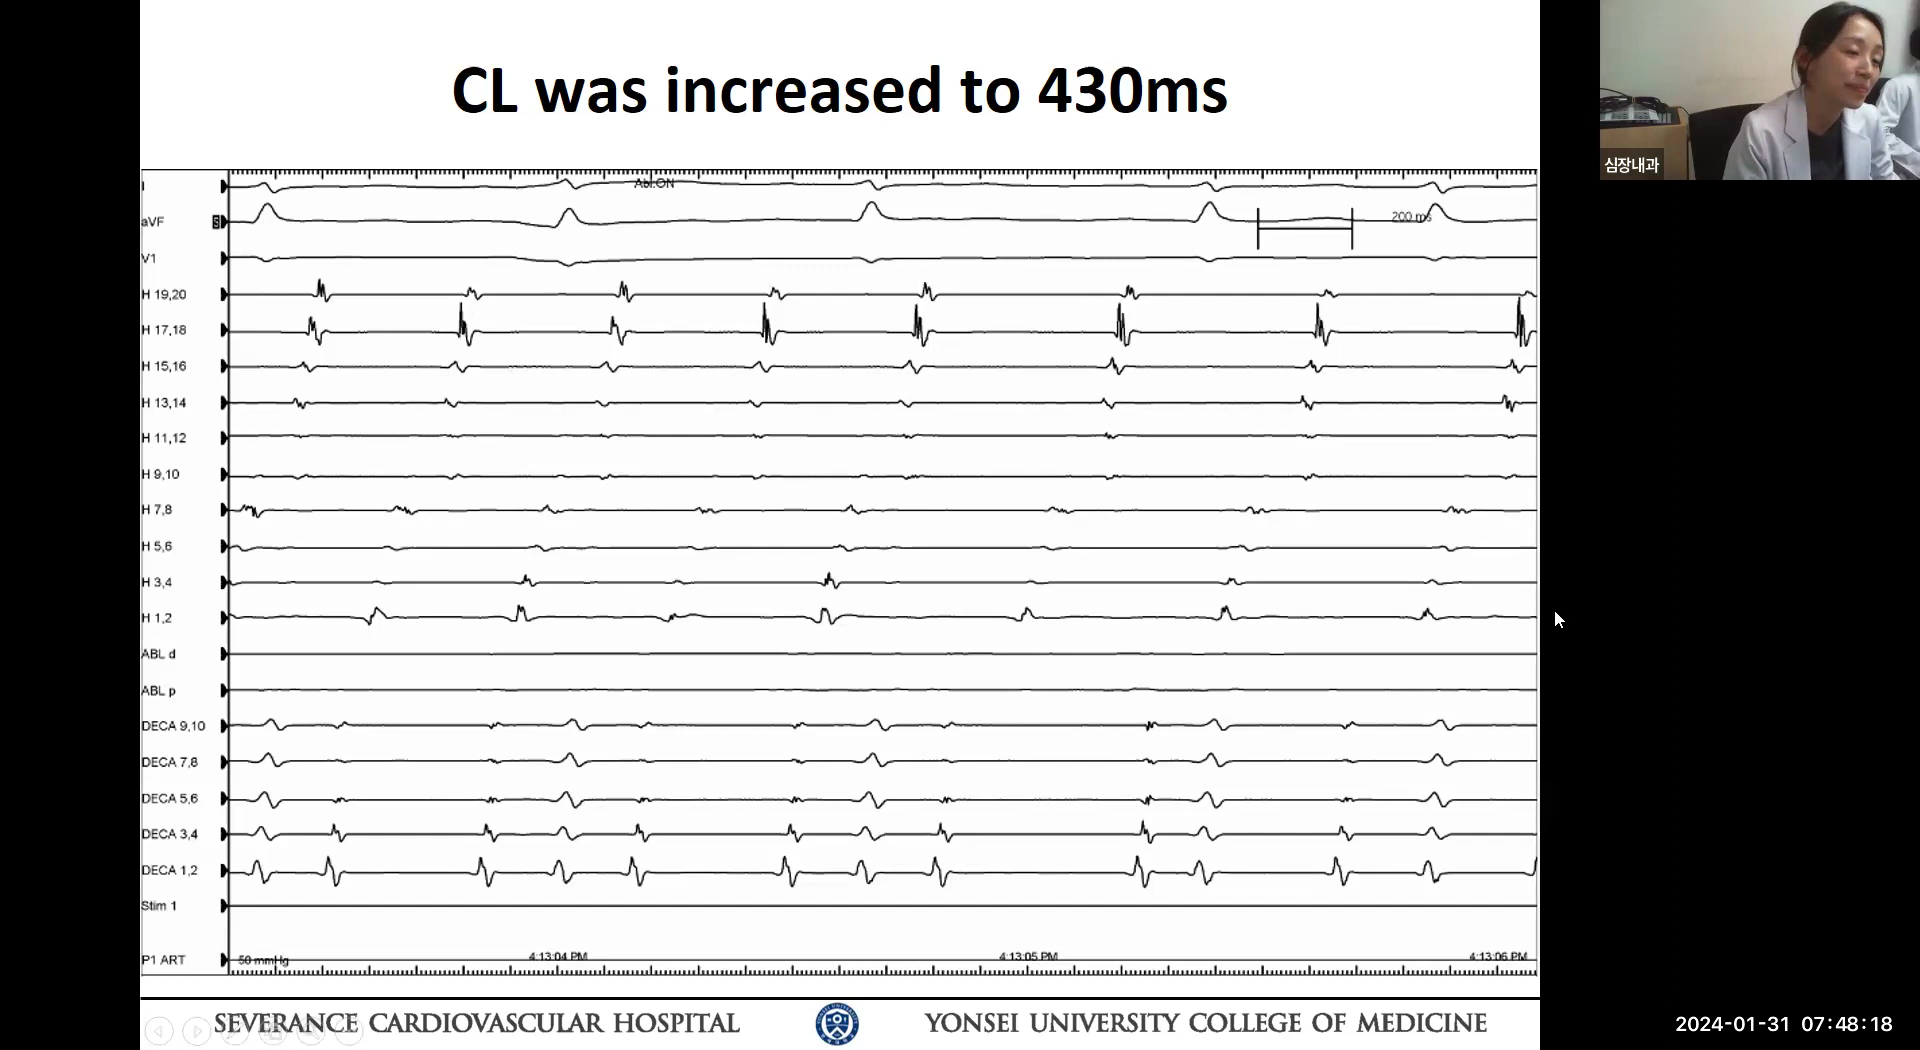 CL was increased to 430ms
심장내과
I
Abl.ON
aVF
S
200 ms
V1
H 19,20
H 17,18
H 15,16
H 13,14
H 11,12
H 9,10
H 7,8
H 5,6
H 3,4
H 1,2
ABL d
ABL p
DECA 9,10
DECA 7,8
DECA 5,6
DECA 3,4
DECA 1,2
Stim 1
P1 ART
50 mmHg
4:13:04 PM
4:13:05 PM
4:13:06 PM
SEVERANCE CARDIOVASCULAR HOSPITAL
YONSEI UNIVERSITY COLLEGE OF MEDICINE
2024-01-31 07:48:18